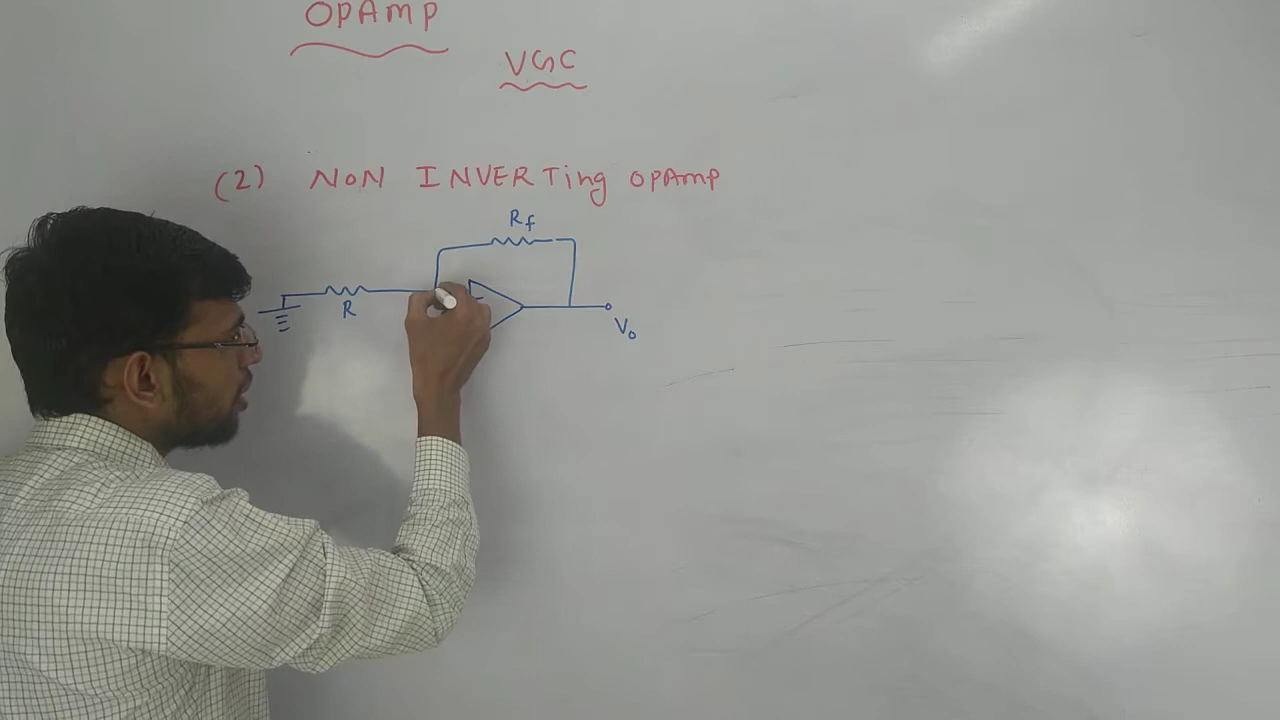 OPAMP
VGC
(2) NON INVERTing OPAMP
Rf
R
Vo